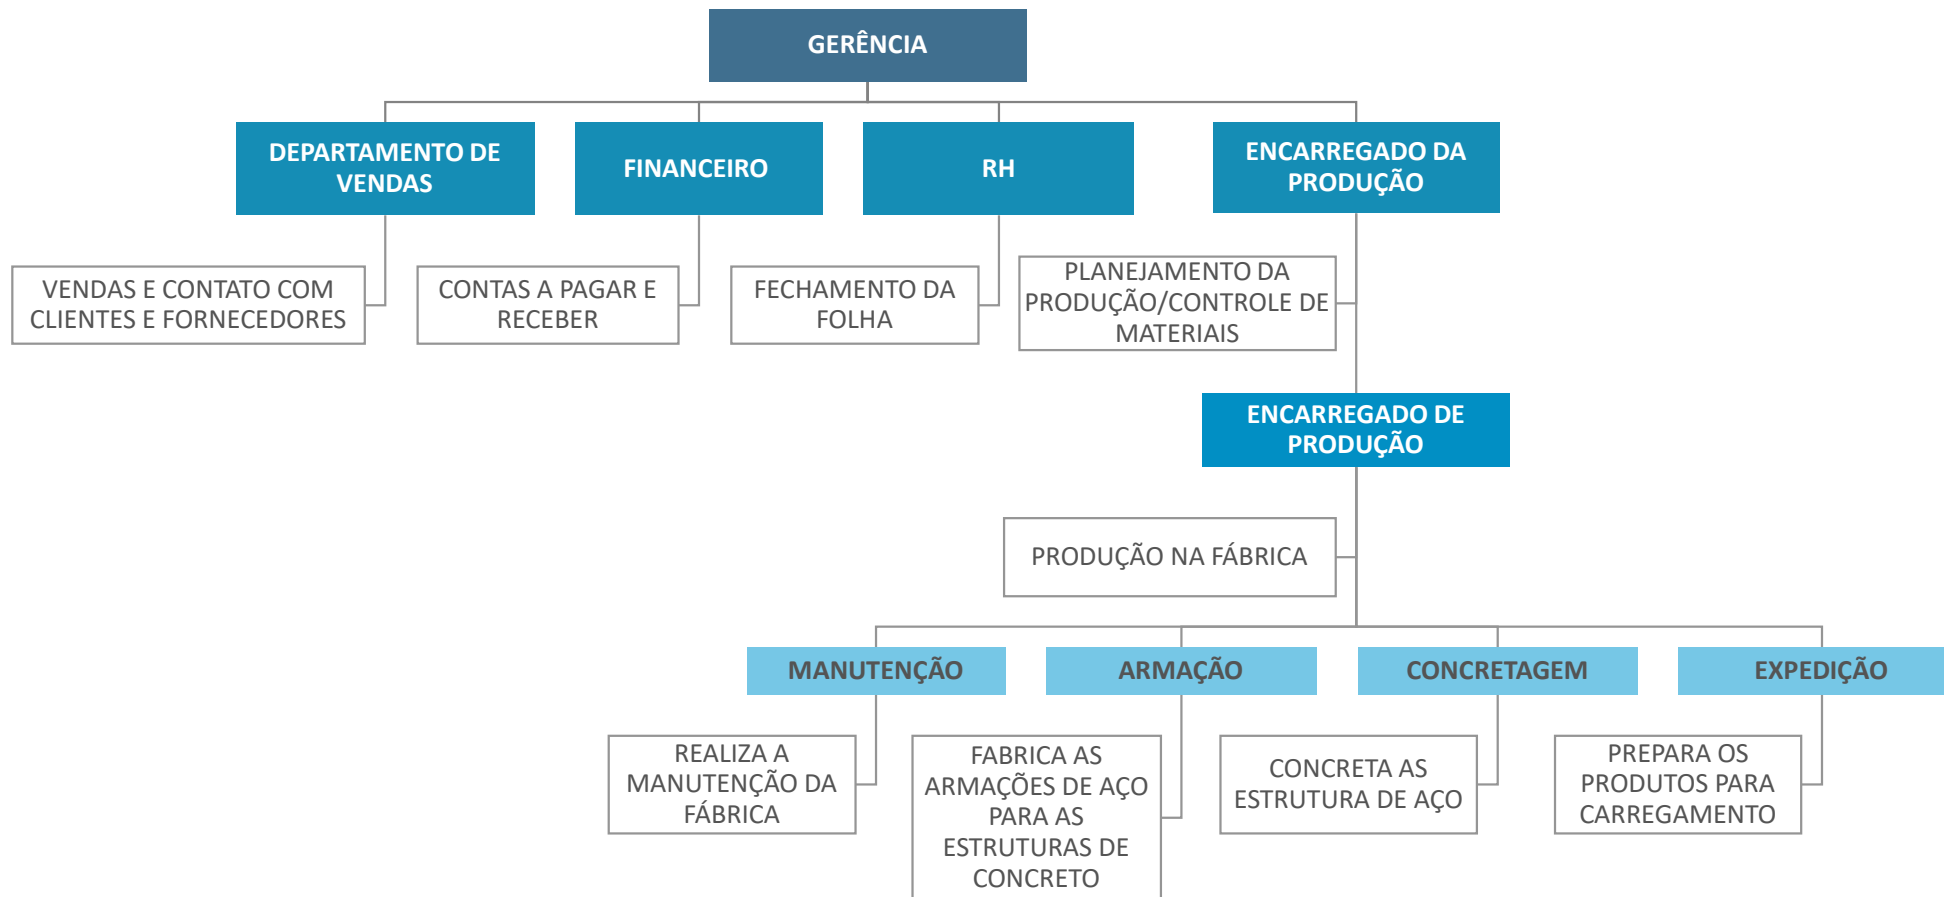 GERÊNCIA
DEPARTAMENTO DE
VENDAS
FINANCEIRO
RH
ENCARREGADO DA
PRODUÇÃO
VENDAS E CONTATO COM
CLIENTES E FORNECEDORES
CONTAS A PAGAR E
RECEBER
FECHAMENTO DA
FOLHA
PLANEJAMENTO DA
PRODUÇÃO/CONTROLE DE
MATERIAIS
ENCARREGADO DE
PRODUÇÃO
PRODUÇÃO NA FÁBRICA
MANUTENÇÃO
ARMAÇÃO
CONCRETAGEM
EXPEDIÇÃO
REALIZA A
MANUTENÇÃO DA
FÁBRICA
FABRICA AS
ARMAÇÕES DE AÇO
PARA AS
ESTRUTURAS DE
CONCRETO
CONCRETA AS
ESTRUTURA DE AÇO
PREPARA OS
PRODUTOS PARA
CARREGAMENTO